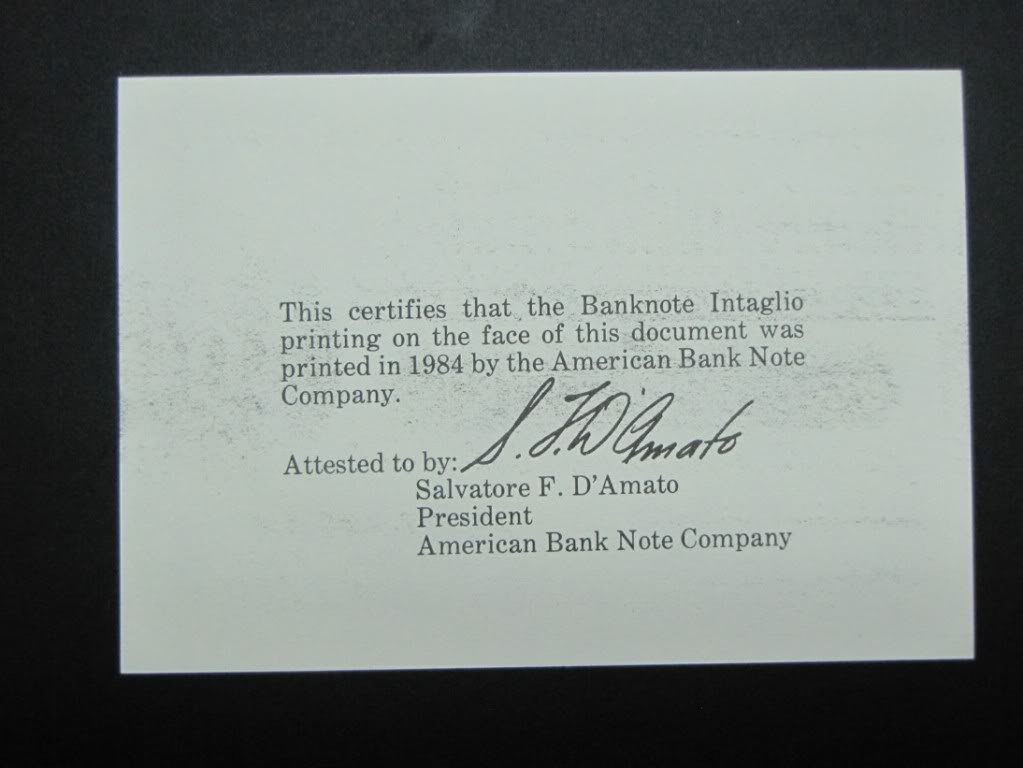 This certifies that the Banknote Intaglio
printing on the face of this document was
printed in 1984 by the American Bank Note
Company.
Attested to by: S. F. D'Amato
Salvatore F. D'Amato
President
American Bank Note Company